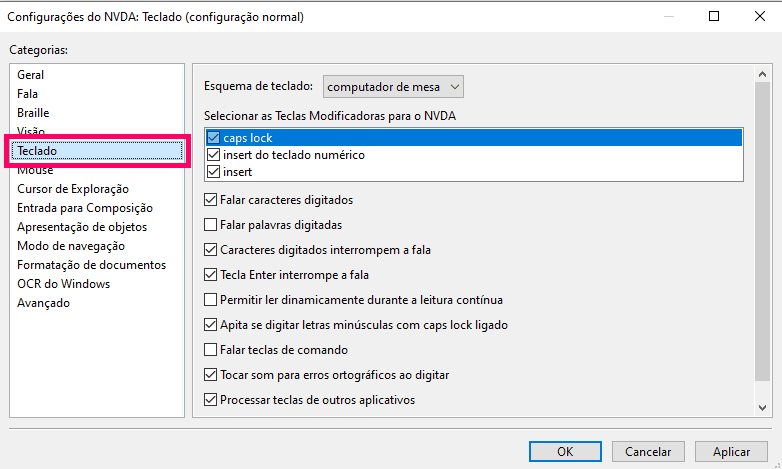 Configurações do NVDA: Teclado (configuração normal)
Categorias:
Geral
Fala
Braille
Visão
Teclado
Mouse
Cursor de Exploração
Entrada para Composição
Apresentação de objetos
Modo de navegação
Formatação de documentos
OCR do Windows
Avançado
Esquema de teclado: computador de mesa
Selecionar as Teclas Modificadoras para o NVDA
caps lock
insert do teclado numérico
insert
Falar caracteres digitados
Falar palavras digitadas
Caracteres digitados interrompem a fala
Tecla Enter interrompe a fala
Permitir ler dinamicamente durante a leitura contínua
Apita se digitar letras minúsculas com caps lock ligado
Falar teclas de comando
Tocar som para erros ortográficos ao digitar
Processar teclas de outros aplicativos
OK Cancelar Aplicar